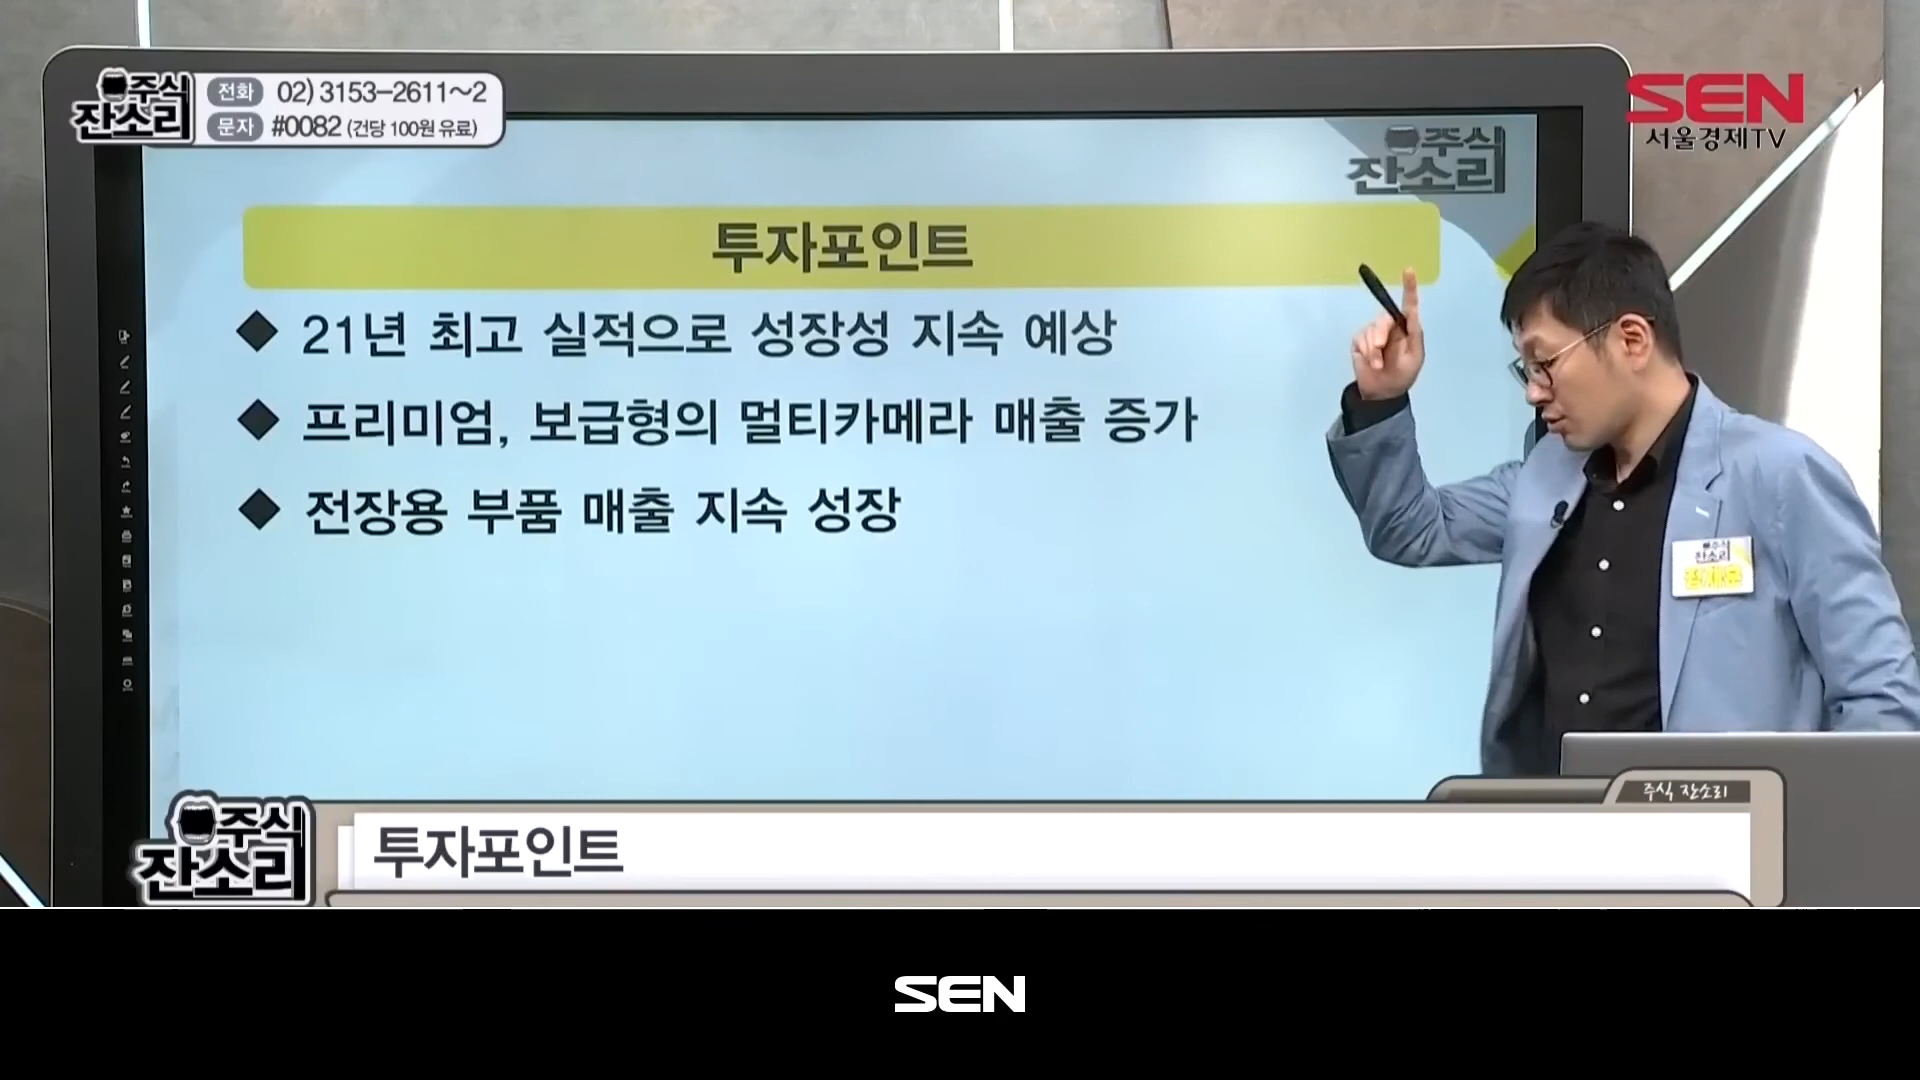 주식
잔소리
전화 02) 3153-2611~2
문자 #0082 (건당 100원 유료)
SEN
서울경제TV
주식
잔소리
투자포인트
◆ 21년 최고 실적으로 성장성 지속 예상
◆ 프리미엄, 보급형의 멀티카메라 매출 증가
◆ 전장용 부품 매출 지속 성장
주식
잔소리
주식 잔소리
주식
잔소리
투자포인트
SEN